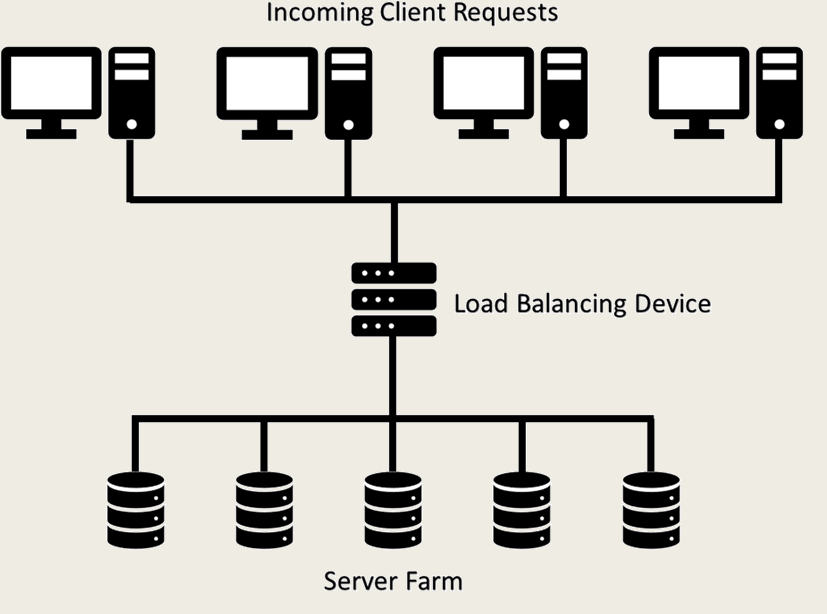 Incoming Client Requests
Load Balancing Device
Server Farm